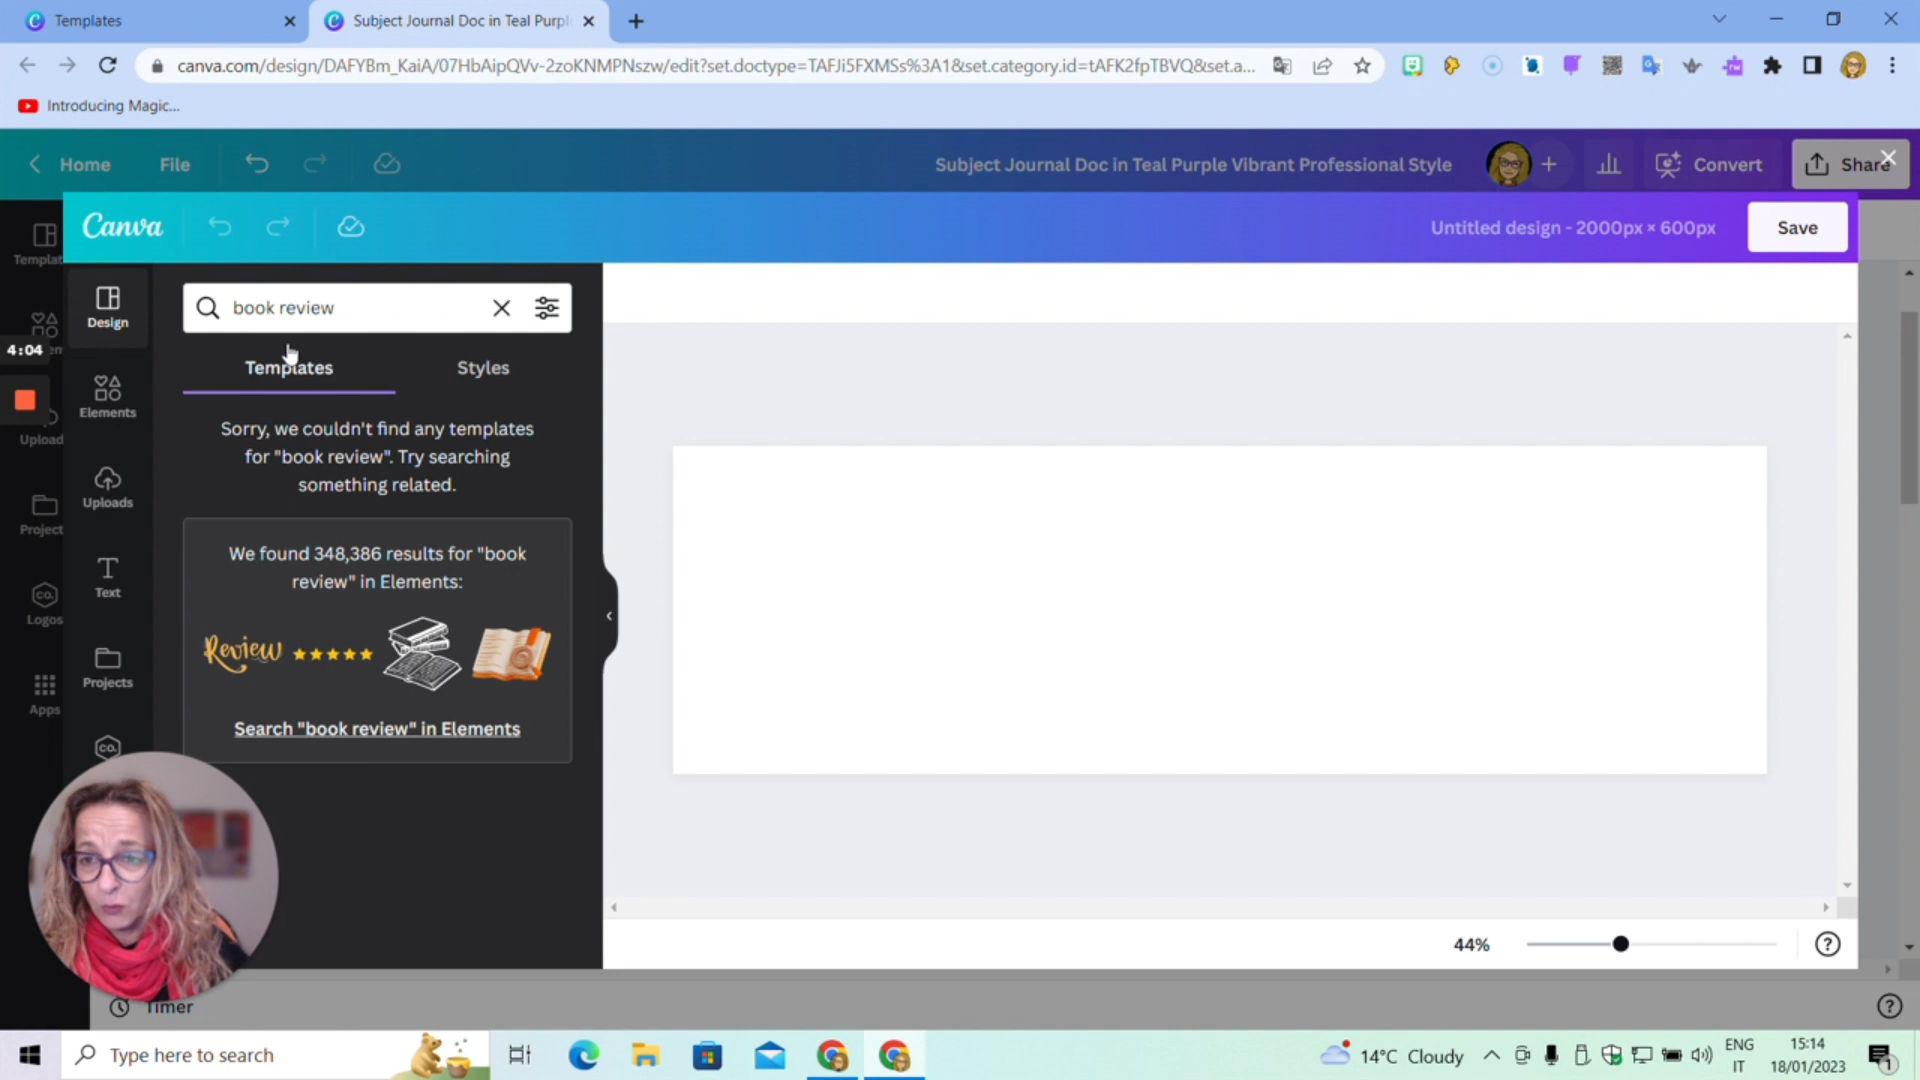 Templates
Subject Journal Doc in Teal Purpl
canva.com/design/DAFYBm_KaiA/07HbAipQVv-2zoKNMPNszw/edit?set.doctype=TAFJi5FXMSs%3A1&set.category.id=tAFK2fpTBVQ&set.a...
Introducing Magic...
Home
File
Subject Journal Doc in Teal Purple Vibrant Professional Style
Convert
Share
Canva
Untitled design - 2000px × 600px
Save
Templat
Design
book review
4:04
Templates
Styles
Elements
Upload
Sorry, we couldn't find any templates
for "book review". Try searching
something related.
Uploads
Project
We found 348,386 results for "book
review" in Elements:
Text
co.
Logos
Review
Projects
Apps
Search "book review" in Elements
co.
44%
Timer
Type here to search
14°C Cloudy
ENG
IT
15:14
18/01/2023
1